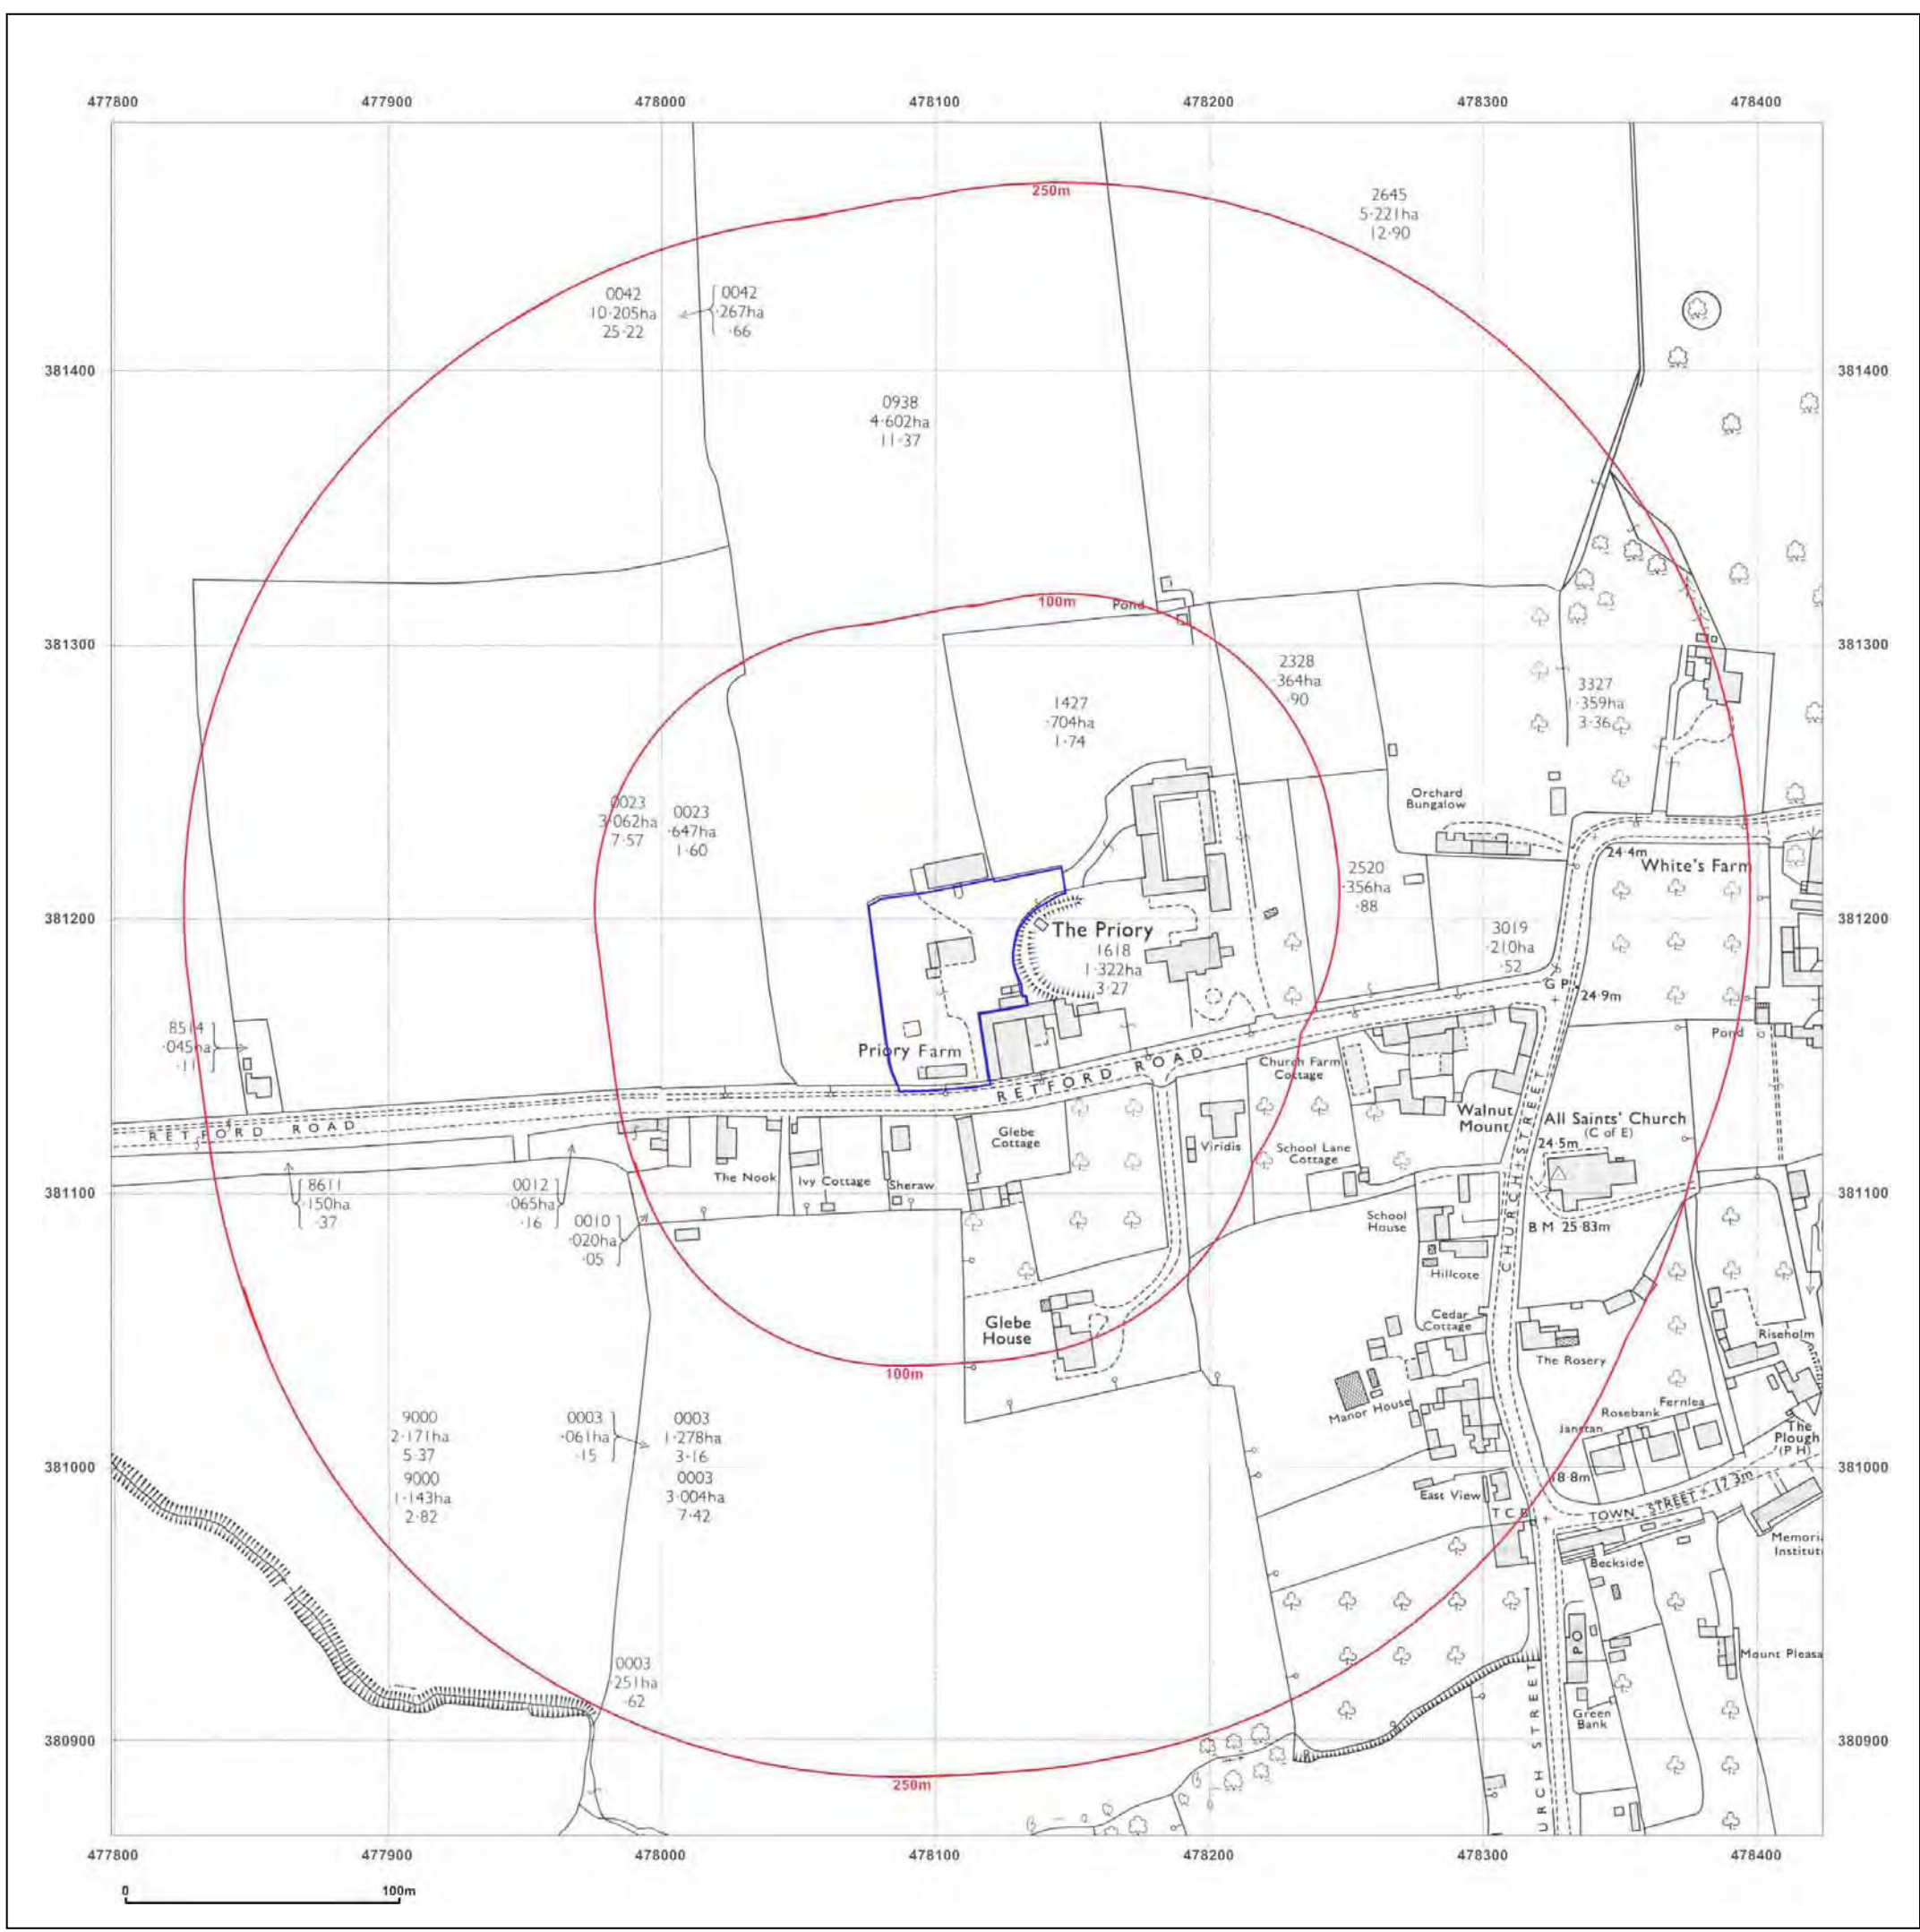 477800 477900 478000 478100 478200 478300 478400
250m
2645
5·221ha
12·90
0042
10·205ha
25·22
0042
·267ha
·66
381400 381400
0938
4·602ha
11·37
100m
Pond
381300 381300
2328
·364ha
·90
3327
1·359ha
3·36
1427
·704ha
1·74
0023
3·062ha
7·57
0023
·647ha
1·60
Orchard
Bungalow
24·4m
White's Farm
2520
·356ha
·88
381200 381200
The Priory
1618
1·322ha
3·27
3019
·210ha
·52
G P
24·9m
8514
·045ha
·11
Priory Farm
Pond
RETFORD ROAD
Church Farm
Cottage
Walnut
Mount
All Saints' Church
(C of E)
24·5m
RETFORD ROAD
Glebe
Cottage
Viridis
School Lane
Cottage
CHURCH STREET
The Nook
Ivy Cottage
Sheraw
381100 381100
8611
·150ha
·37
0012
·065ha
·16
0010
·020ha
·05
School
House
B M 25·83m
Hillcote
Glebe
House
Cedar
Cottage
Riseholm
The Rosery
100m
Manor House
Fernlea
Rosebank
Janetan
The
Plough
(P H)
9000
2·171ha
5·37
9000
1·143ha
2·82
0003
·061ha
·15
0003
1·278ha
3·16
0003
3·004ha
7·42
381000 381000
18·8m
East View
T C B
TOWN STREET
17·3m
Memoria
Institute
Beckside
PO
0003
·251ha
·62
Mount Pleasa
Green
Bank
380900 380900
250m
CHURCH STREET
URCH STREET
477800 477900 478000 478100 478200 478300 478400
0 100m